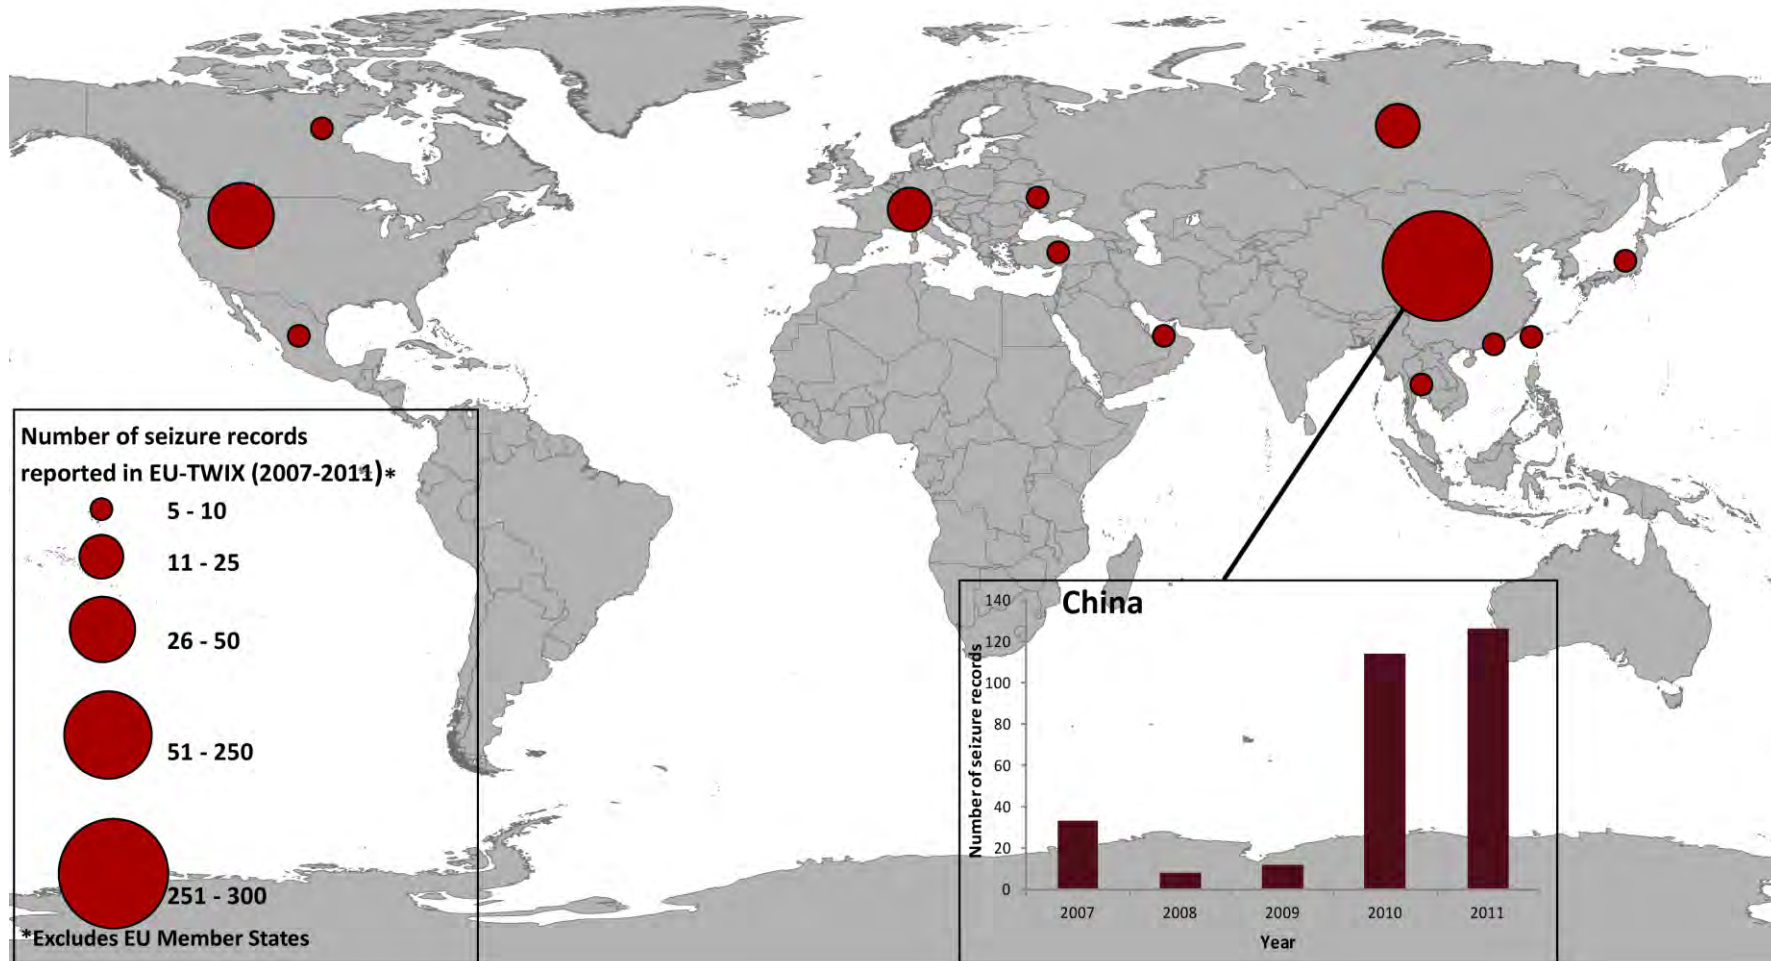 Number of seizure records
reported in EU-TWIX (2007-2011)*
5 - 10
11 - 25
26 - 50
51 - 250
251 - 300
*Excludes EU Member States
China
Number of seizure records
140
120
100
80
60
40
20
0
2007 2008 2009 2010 2011
Year